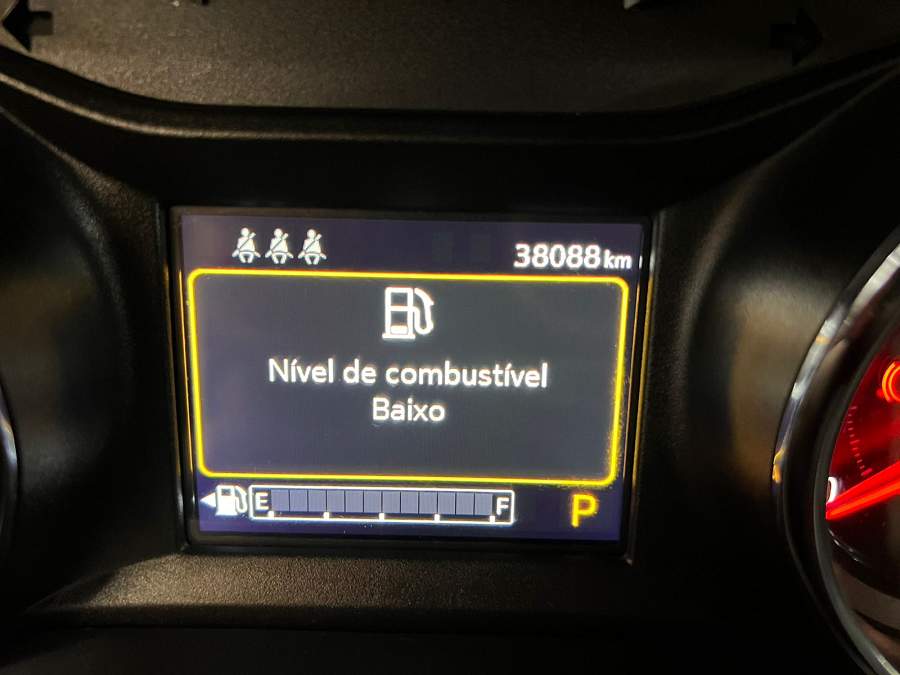 38088 km
Nível de combustível
Baixo
E F P